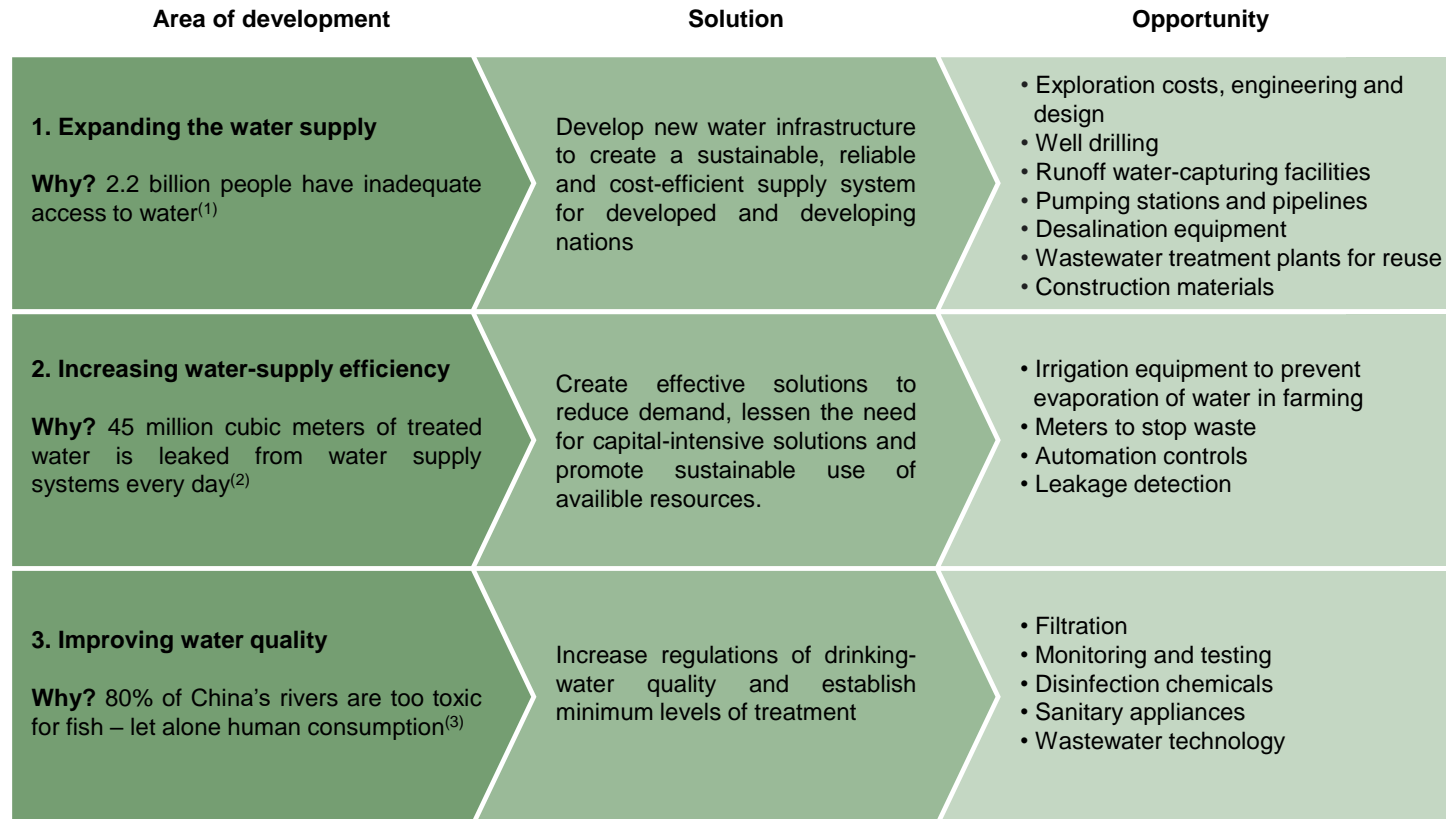 Area of development
Solution
Opportunity
1. Expanding the water supply
Why? 2.2 billion people have inadequate
access to water(1)
Develop new water infrastructure
to create a sustainable, reliable
and cost-efficient supply system
for developed and developing
nations
• Exploration costs, engineering and
design
• Well drilling
• Runoff water-capturing facilities
• Pumping stations and pipelines
• Desalination equipment
• Wastewater treatment plants for reuse
• Construction materials
2. Increasing water-supply efficiency
Why? 45 million cubic meters of treated
water is leaked from water supply
systems every day(2)
Create effective solutions to
reduce demand, lessen the need
for capital-intensive solutions and
promote sustainable use of
availible resources.
• Irrigation equipment to prevent
evaporation of water in farming
• Meters to stop waste
• Automation controls
• Leakage detection
3. Improving water quality
Why? 80% of China’s rivers are too toxic
for fish – let alone human consumption(3)
Increase regulations of drinking-
water quality and establish
minimum levels of treatment
• Filtration
• Monitoring and testing
• Disinfection chemicals
• Sanitary appliances
• Wastewater technology